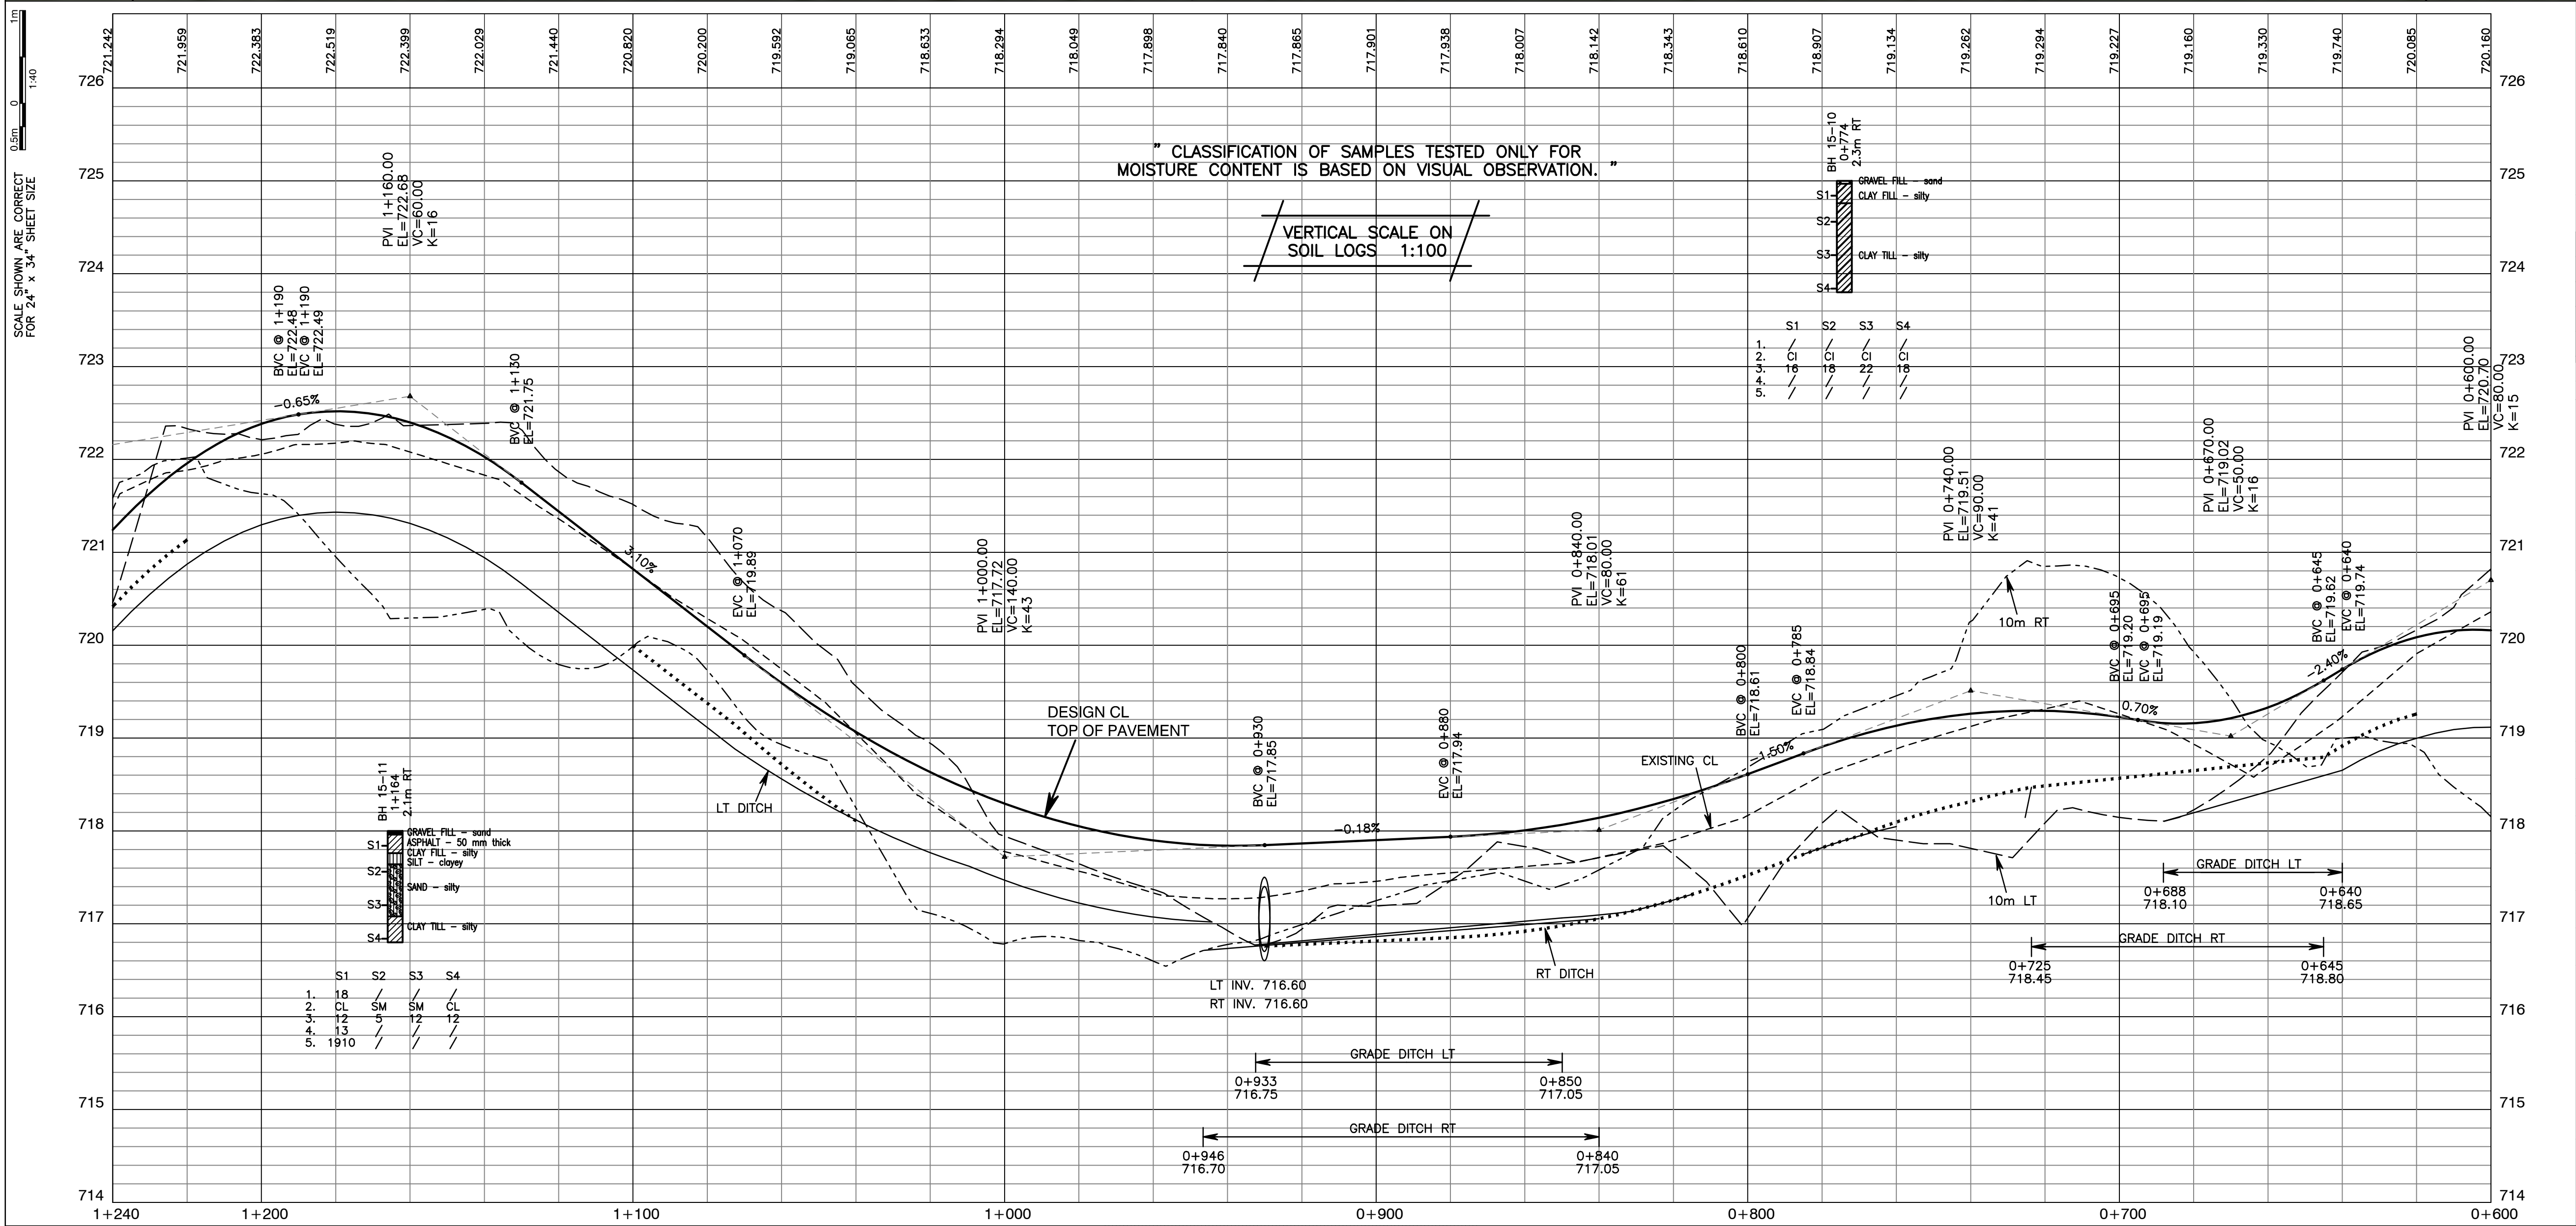 1m
0
0.5m
1:40
SCALE SHOWN ARE CORRECT
FOR 24" x 34" SHEET SIZE
721.242
721.959
722.383
722.519
722.399
722.029
721.440
720.820
720.200
719.592
719.065
718.633
718.294
718.049
717.898
717.840
717.865
717.901
717.938
718.007
718.142
718.343
718.610
718.907
719.134
719.262
719.294
719.227
719.160
719.330
719.740
720.085
720.160
726
725
724
723
722
721
720
719
718
717
716
715
714
726
725
724
723
722
721
720
719
718
717
716
715
714
" CLASSIFICATION OF SAMPLES TESTED ONLY FOR
MOISTURE CONTENT IS BASED ON VISUAL OBSERVATION. "
VERTICAL SCALE ON
SOIL LOGS 1:100
PVI 1+160.00
EL=722.68
VC=60.00
K=16
BVC @ 1+190
EL=722.48
EVC @ 1+190
EL=722.49
-0.65%
BVC @ 1+130
EL=721.75
3.10%
EVC @ 1+070
EL=719.89
PVI 1+000.00
EL=717.72
VC=140.00
K=43
DESIGN CL
TOP OF PAVEMENT
LT DITCH
BVC @ 0+930
EL=717.85
-0.18%
EVC @ 0+880
EL=717.94
PVI 0+840.00
EL=718.01
VC=80.00
K=61
BVC @ 0+800
EL=718.61
-1.50%
EVC @ 0+785
EL=718.84
EXISTING CL
PVI 0+740.00
EL=719.51
VC=90.00
K=41
10m RT
10m LT
BVC @ 0+695
EL=719.20
EVC @ 0+695
EL=719.19
0.70%
PVI 0+670.00
EL=719.02
VC=50.00
K=16
BVC @ 0+645
EL=719.62
EVC @ 0+640
EL=719.74
-2.40%
PVI 0+600.00
EL=720.70
VC=80.00
K=15
BH 15-10
0+774
2.3m RT
GRAVEL FILL - sand
S1 CLAY FILL - silty
S2
S3 CLAY TILL - silty
S4
S1 S2 S3 S4
1. / / / /
2. CI CI CI CI
3. 16 18 22 18
4. / / / /
5. / / / /
BH 15-11
1+164
2.1m RT
GRAVEL FILL - sand
S1 ASPHALT - 50 mm thick
CLAY FILL - silty
SILT - clayey
S2
SAND - silty
S3
CLAY TILL - silty
S4
S1 S2 S3 S4
1. 18 / / /
2. CL SM SM CL
3. 12 5 12 12
4. 13 / / /
5. 1910 / / /
LT INV. 716.60
RT INV. 716.60
RT DITCH
GRADE DITCH LT
0+688 0+640
718.10 718.65
GRADE DITCH RT
0+725 0+645
718.45 718.80
GRADE DITCH LT
0+933 0+850
716.75 717.05
GRADE DITCH RT
0+946 0+840
716.70 717.05
1+240 1+200 1+100 1+000 0+900 0+800 0+700 0+600